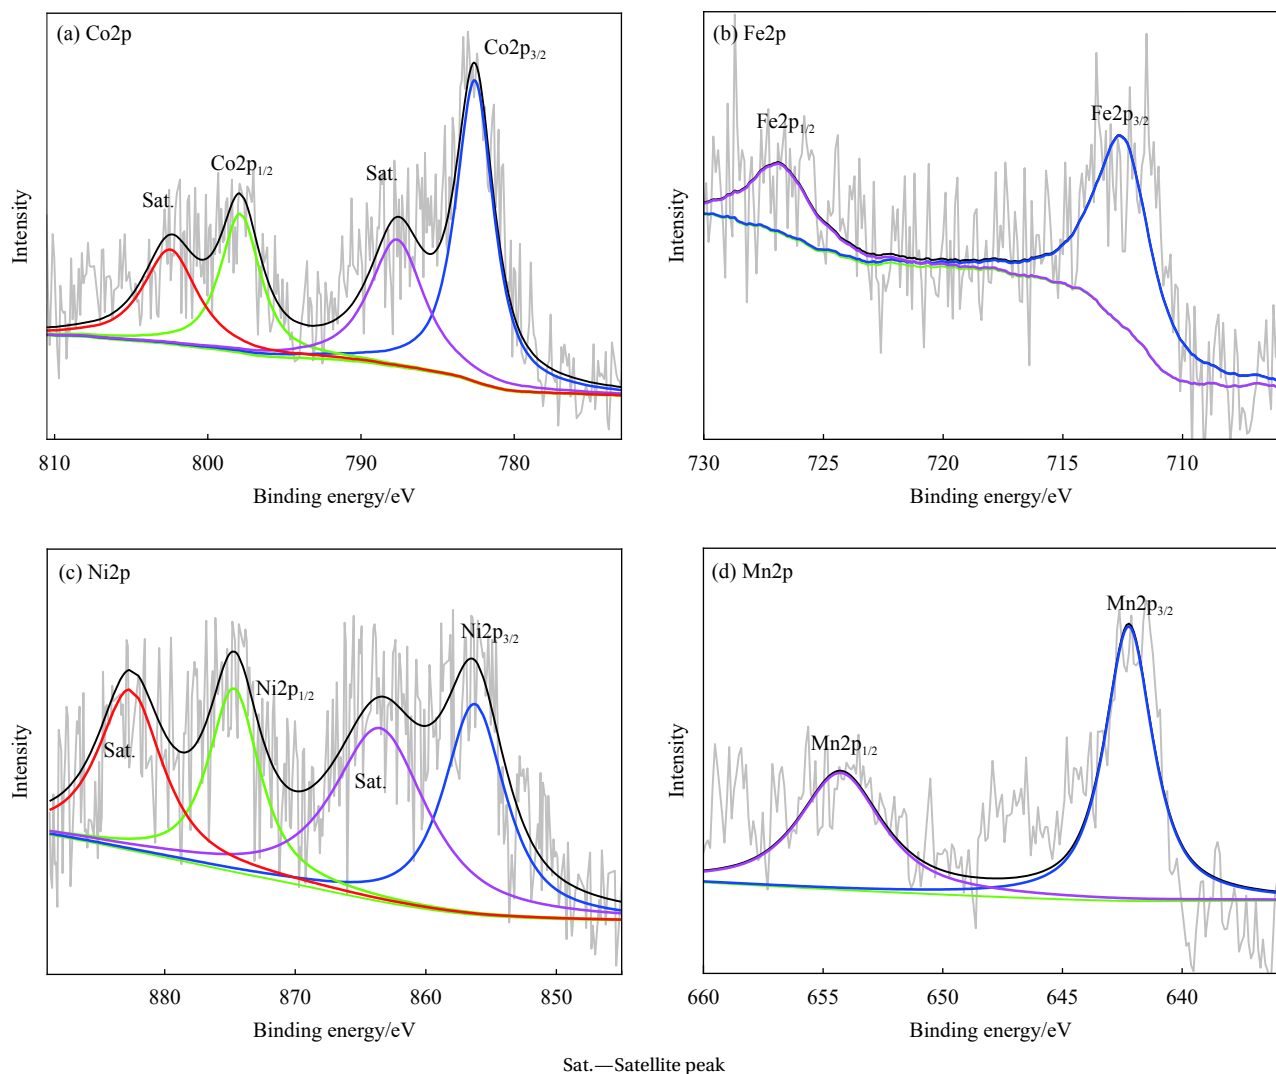 (a) Co2p
Co2p3/2
Co2p1/2
Sat.
Sat.
Intensity
810
800
790
780
Binding energy/eV
(b) Fe2p
Fe2p1/2
Fe2p3/2
Intensity
730
725
720
715
710
Binding energy/eV
(c) Ni2p
Ni2p3/2
Ni2p1/2
Sat.
Sat.
Intensity
880
870
860
850
Binding energy/eV
(d) Mn2p
Mn2p3/2
Mn2p1/2
Intensity
660
654
650
645
640
Binding energy/eV
Sat.—Satellite peak